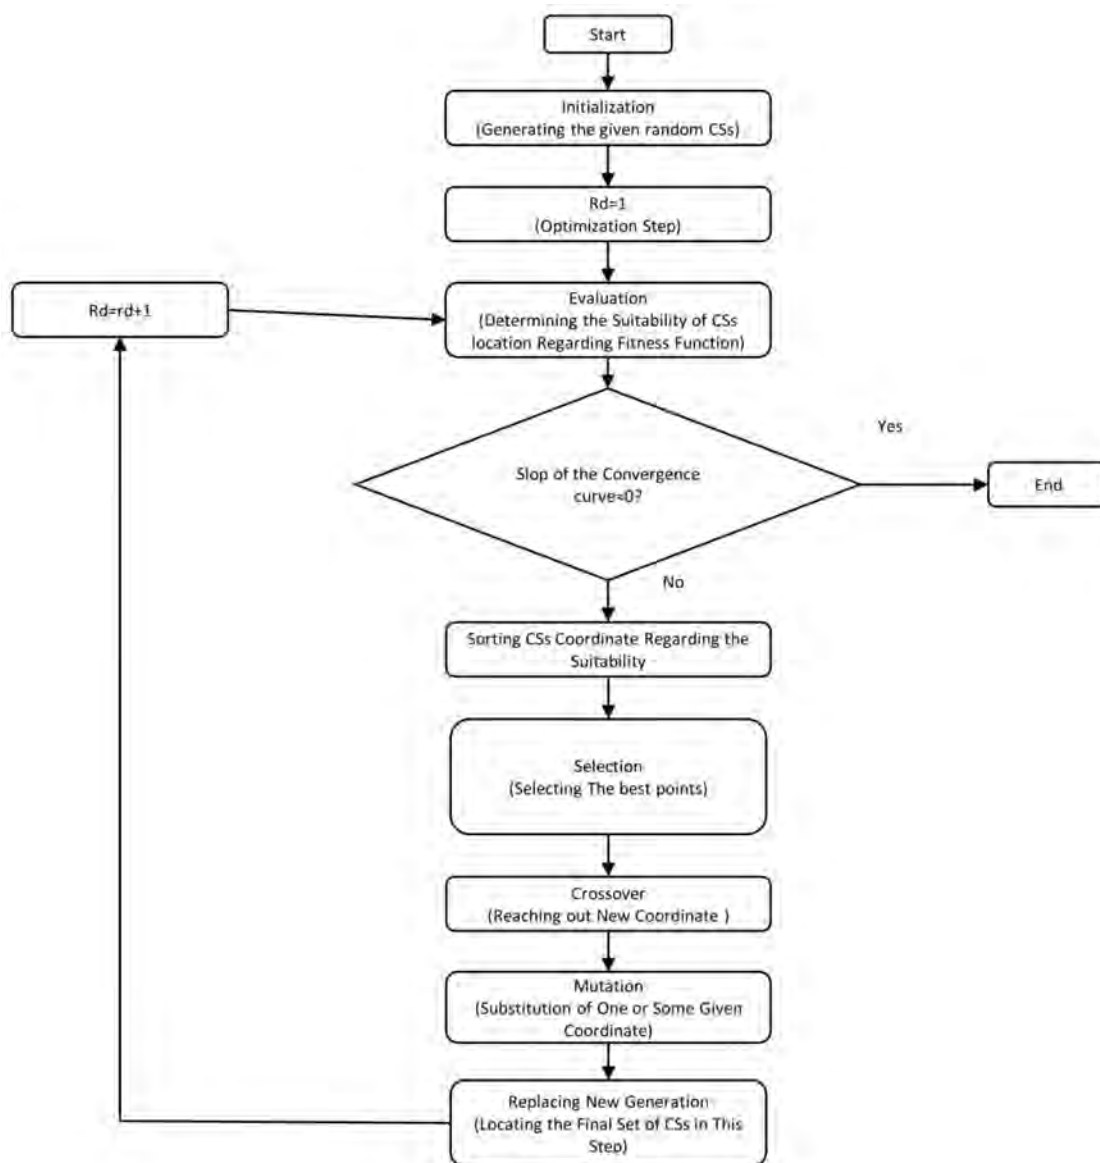 Start
Initialization
(Generating the given random CSs)
Rd=1
(Optimization Step)
Rd=rd+1
Evaluation
(Determining the Suitability of CSs
location Regarding Fitness Function)
Yes
Slop of the Convergence
curve=0?
End
No
Sorting CSs Coordinate Regarding the
Suitability
Selection
(Selecting The best points)
Crossover
(Reaching out New Coordinate )
Mutation
(Substitution of One or Some Given
Coordinate)
Replacing New Generation
(Locating the Final Set of CSs in This
Step)